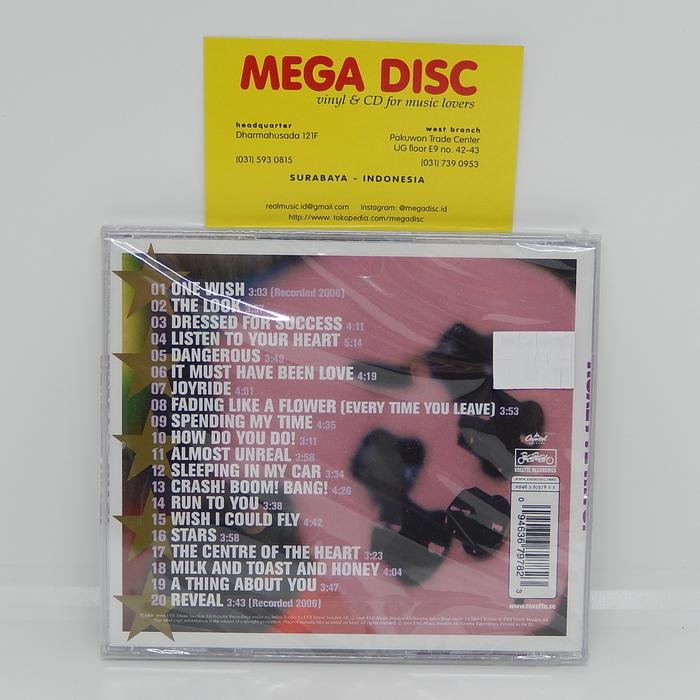 MEGA DISC
vinyl & CD for music lovers
headquarter
Dharmahusada 121F
(031) 593 0815
west branch
Pakuwon Trade Center
UG floor E9 no. 42-43
(031) 739 0953
SURABAYA - INDONESIA
realmusic.id@gmail.com instagram: @megadisc.id
http://www. tokopedia.com/megadisc
01 ONE WISH 3:03 (Recorded 2006)
02 THE LOOK
03 DRESSED FOR SUCCESS 4:11
04 LISTEN TO YOUR HEART 5:14
05 DANGEROUS 3:49
06 IT MUST HAVE BEEN LOVE 4:19
07 JOYRIDE 4:01
08 FADING LIKE A FLOWER (EVERY TIME YOU LEAVE) 3:53
09 SPENDING MY TIME 4:35
10 HOW DO YOU DO! 3:11
11 ALMOST UNREAL 3:58
12 SLEEPING IN MY CAR 3:34
13 CRASH! BOOM! BANG! 4:26
14 RUN TO YOU 3:38
15 WISH I COULD FLY 4:42
16 STARS 3:58
17 THE CENTRE OF THE HEART 3:23
18 MILK AND TOAST AND HONEY 4:04
19 A THING ABOUT YOU 3:47
20 REVEAL 3:43 (Recorded 2006)
Capitol
ROXETTE RECORDINGS
0 94636 79782 3
www.roxette.se